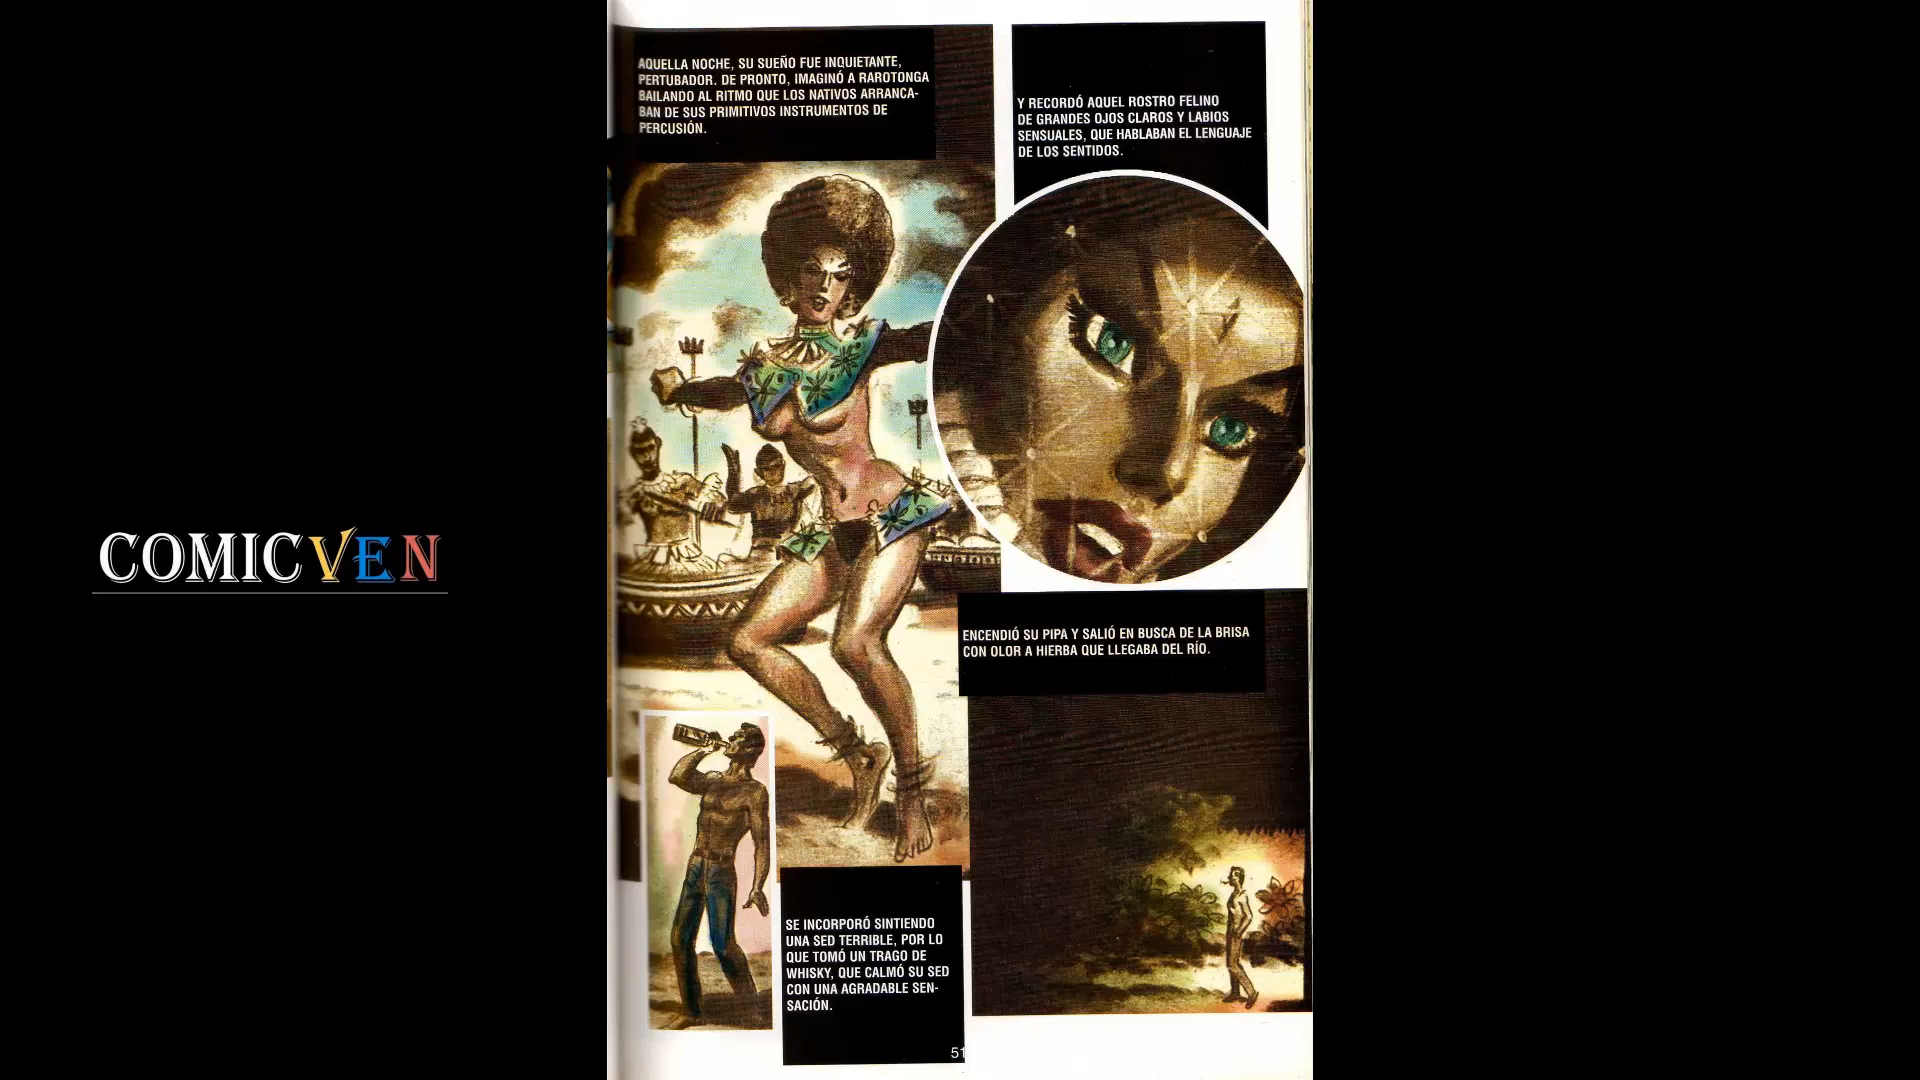 AQUELLA NOCHE, SU SUEÑO FUE INQUIETANTE,
PERTUBADOR. DE PRONTO, IMAGINÓ A RAROTONGA
BAILANDO AL RITMO QUE LOS NATIVOS ARRANCA-
BAN DE SUS PRIMITIVOS INSTRUMENTOS DE
PERCUSIÓN.
Y RECORDÓ AQUEL ROSTRO FELINO
DE GRANDES OJOS CLAROS Y LABIOS
SENSUALES, QUE HABLABAN EL LENGUAJE
DE LOS SENTIDOS.
COMICVEN
SE INCORPORÓ SINTIENDO
UNA SED TERRIBLE, POR LO
QUE TOMÓ UN TRAGO DE
WHISKY, QUE CALMÓ SU SED
CON UNA AGRADABLE SEN-
SACIÓN.
ENCENDIÓ SU PIPA Y SALIÓ EN BUSCA DE LA BRISA
CON OLOR A HIERBA QUE LLEGABA DEL RÍO.
51